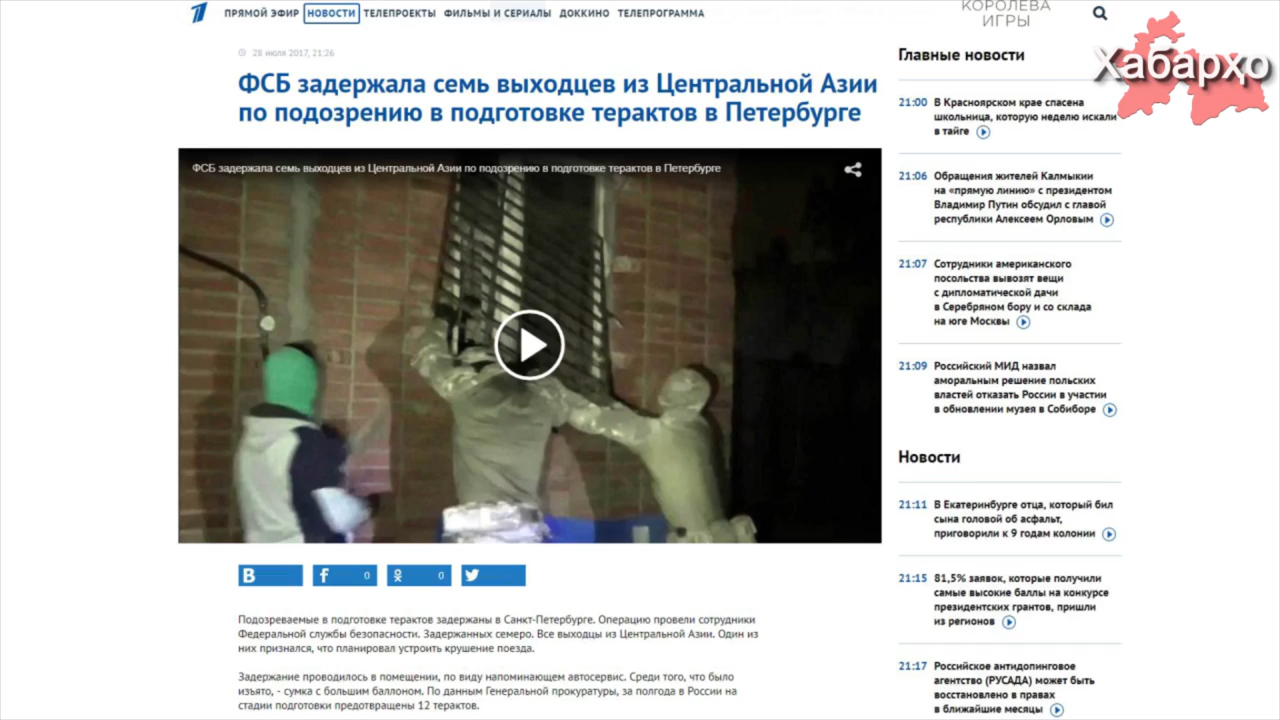 ПРЯМОЙ ЭФИР НОВОСТИ ТЕЛЕПРОЕКТЫ ФИЛЬМЫ И СЕРИАЛЫ ДОККИНО ТЕЛЕПРОГРАММА
КОРОЛЕВА
ИГРЫ
Хабарҳо
28 июля 2017, 21:26
ФСБ задержала семь выходцев из Центральной Азии
по подозрению в подготовке терактов в Петербурге
ФСБ задержала семь выходцев из Центральной Азии по подозрению в подготовке терактов в Петербурге
B
f 0
0
Подозреваемые в подготовке терактов задержаны в Санкт-Петербурге. Операцию провели сотрудники
Федеральной службы безопасности. Задержанных семеро. Все выходцы из Центральной Азии. Один из
них признался, что планировал устроить крушение поезда.
Задержание проводилось в помещении, по виду напоминающем автосервис. Среди того, что было
изъято, - сумка с большим баллоном. По данным Генеральной прокуратуры, за полгода в России на
стадии подготовки предотвращены 12 терактов.
Главные новости
21:00 В Красноярском крае спасена
школьница, которую неделю искали
в тайге
21:06 Обращения жителей Калмыкии
на «прямую линию» с президентом
Владимир Путин обсудил с главой
республики Алексеем Орловым
21:07 Сотрудники американского
посольства вывозят вещи
с дипломатической дачи
в Серебряном бору и со склада
на юге Москвы
21:09 Российский МИД назвал
аморальным решение польских
властей отказать России в участии
в обновлении музея в Собиборе
Новости
21:11 В Екатеринбурге отца, который бил
сына головой об асфальт,
приговорили к 9 годам колонии
21:15 81,5% заявок, которые получили
самые высокие баллы на конкурсе
президентских грантов, пришли
из регионов
21:17 Российское антидопинговое
агентство (РУСАДА) может быть
восстановлено в правах
в ближайшие месяцы